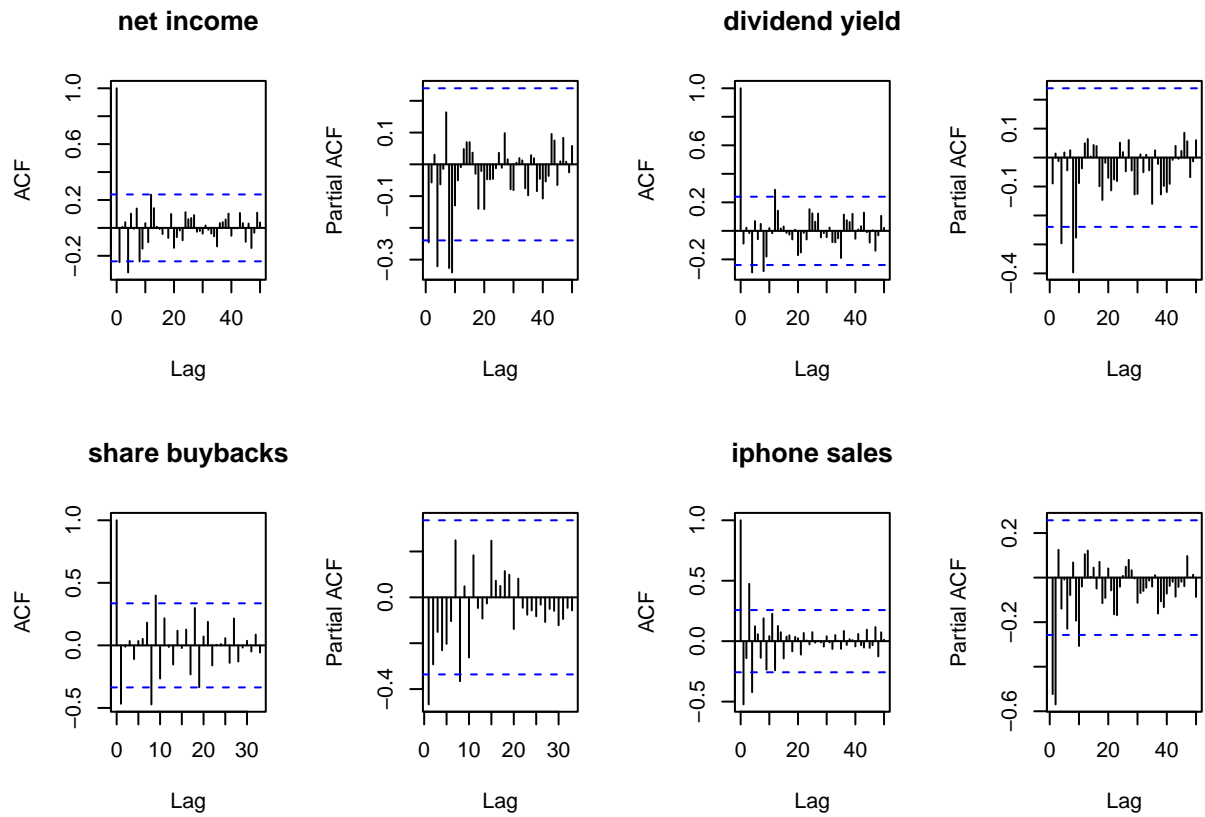 net income
ACF
−0.2 0.2 0.6 1.0
0 20 40
Lag
Partial ACF
−0.3 −0.1 0.1
0 20 40
Lag
dividend yield
ACF
−0.2 0.2 0.6 1.0
0 20 40
Lag
Partial ACF
−0.4 −0.1 0.1
0 20 40
Lag
share buybacks
ACF
−0.5 0.0 0.5 1.0
0 10 20 30
Lag
Partial ACF
−0.4 0.0
0 10 20 30
Lag
iphone sales
ACF
−0.5 0.0 0.5 1.0
0 20 40
Lag
Partial ACF
−0.6 −0.2 0.2
0 20 40
Lag